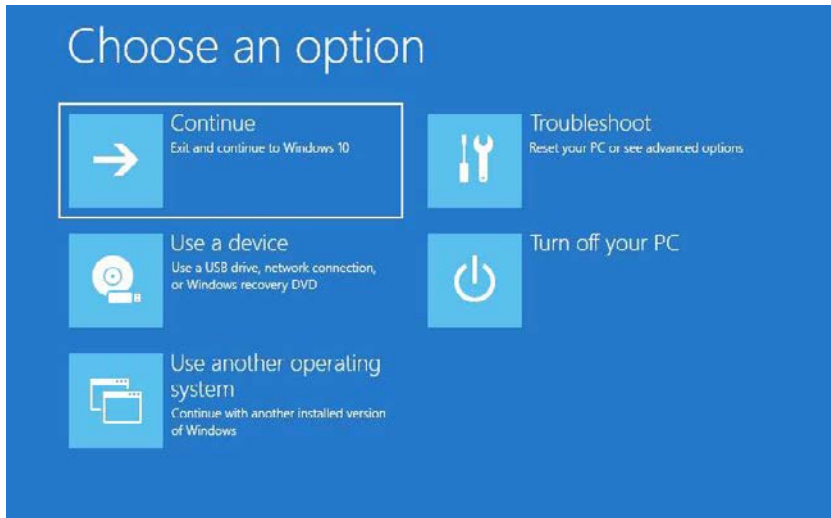 Choose an option
Continue
Exit and continue to Windows 10
Use a device
Use a USB drive, network connection,
or Windows recovery DVD
Use another operating
system
Continue with another installed version
of Windows
Troubleshoot
Reset your PC or see advanced options
Turn off your PC